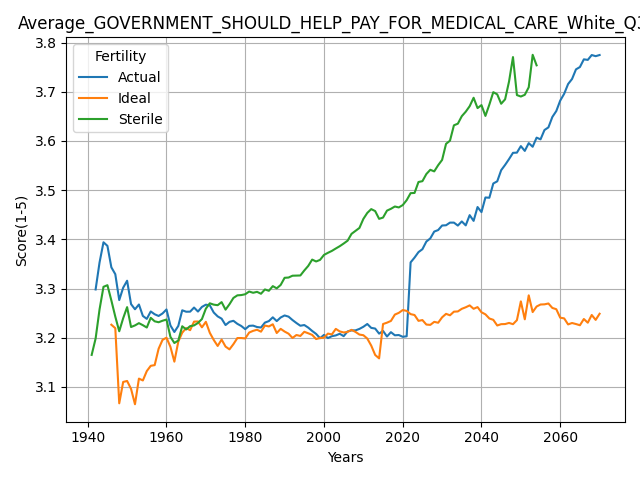 Average_GOVERNMENT_SHOULD_HELP_PAY_FOR_MEDICAL_CARE_White_Q3
Fertility
Actual
Ideal
Sterile
Score(1-5)
3.8
3.7
3.6
3.5
3.4
3.3
3.2
3.1
1940 1960 1980 2000 2020 2040 2060
Years